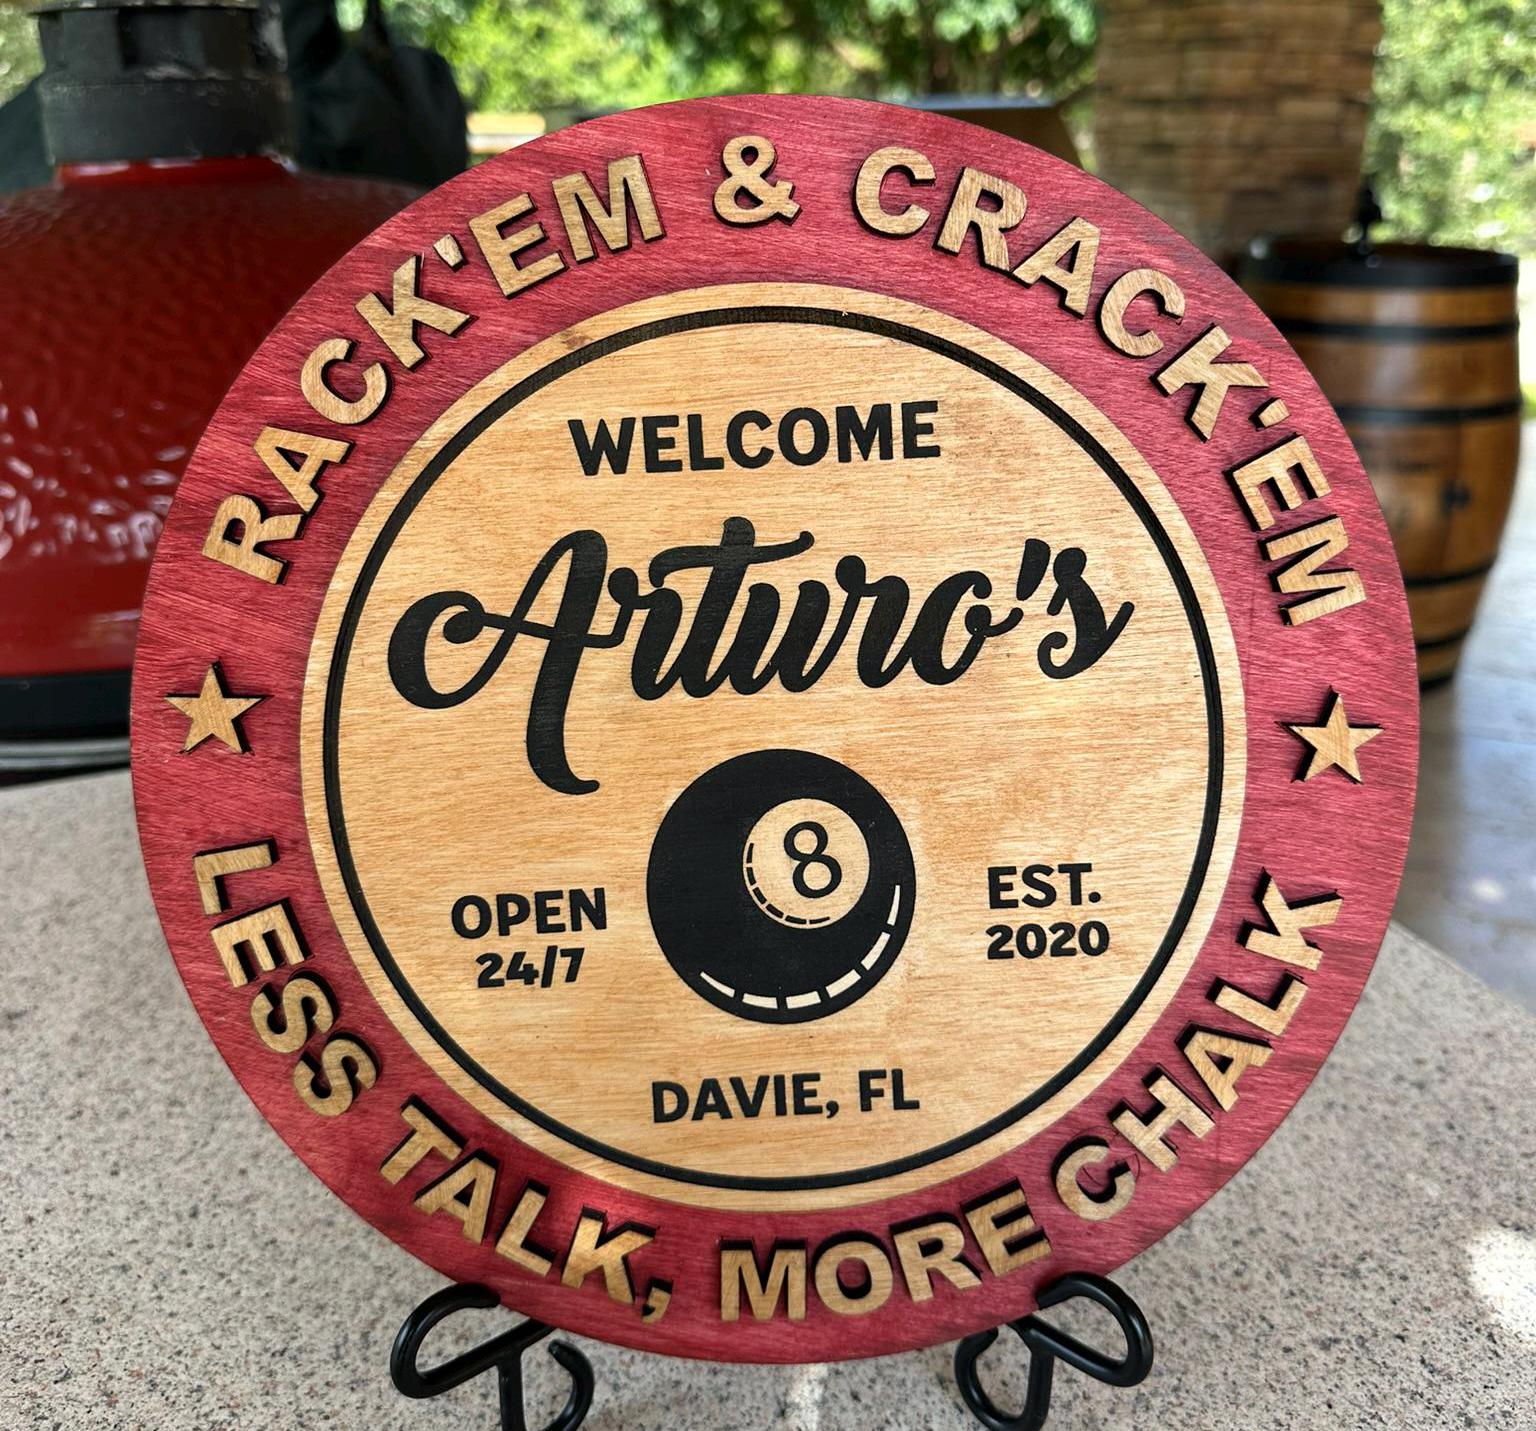 RACK'EM & CRACK'EM
WELCOME
Arturo's
8
OPEN
24/7
EST.
2020
DAVIE, FL
LESS TALK, MORE CHALK